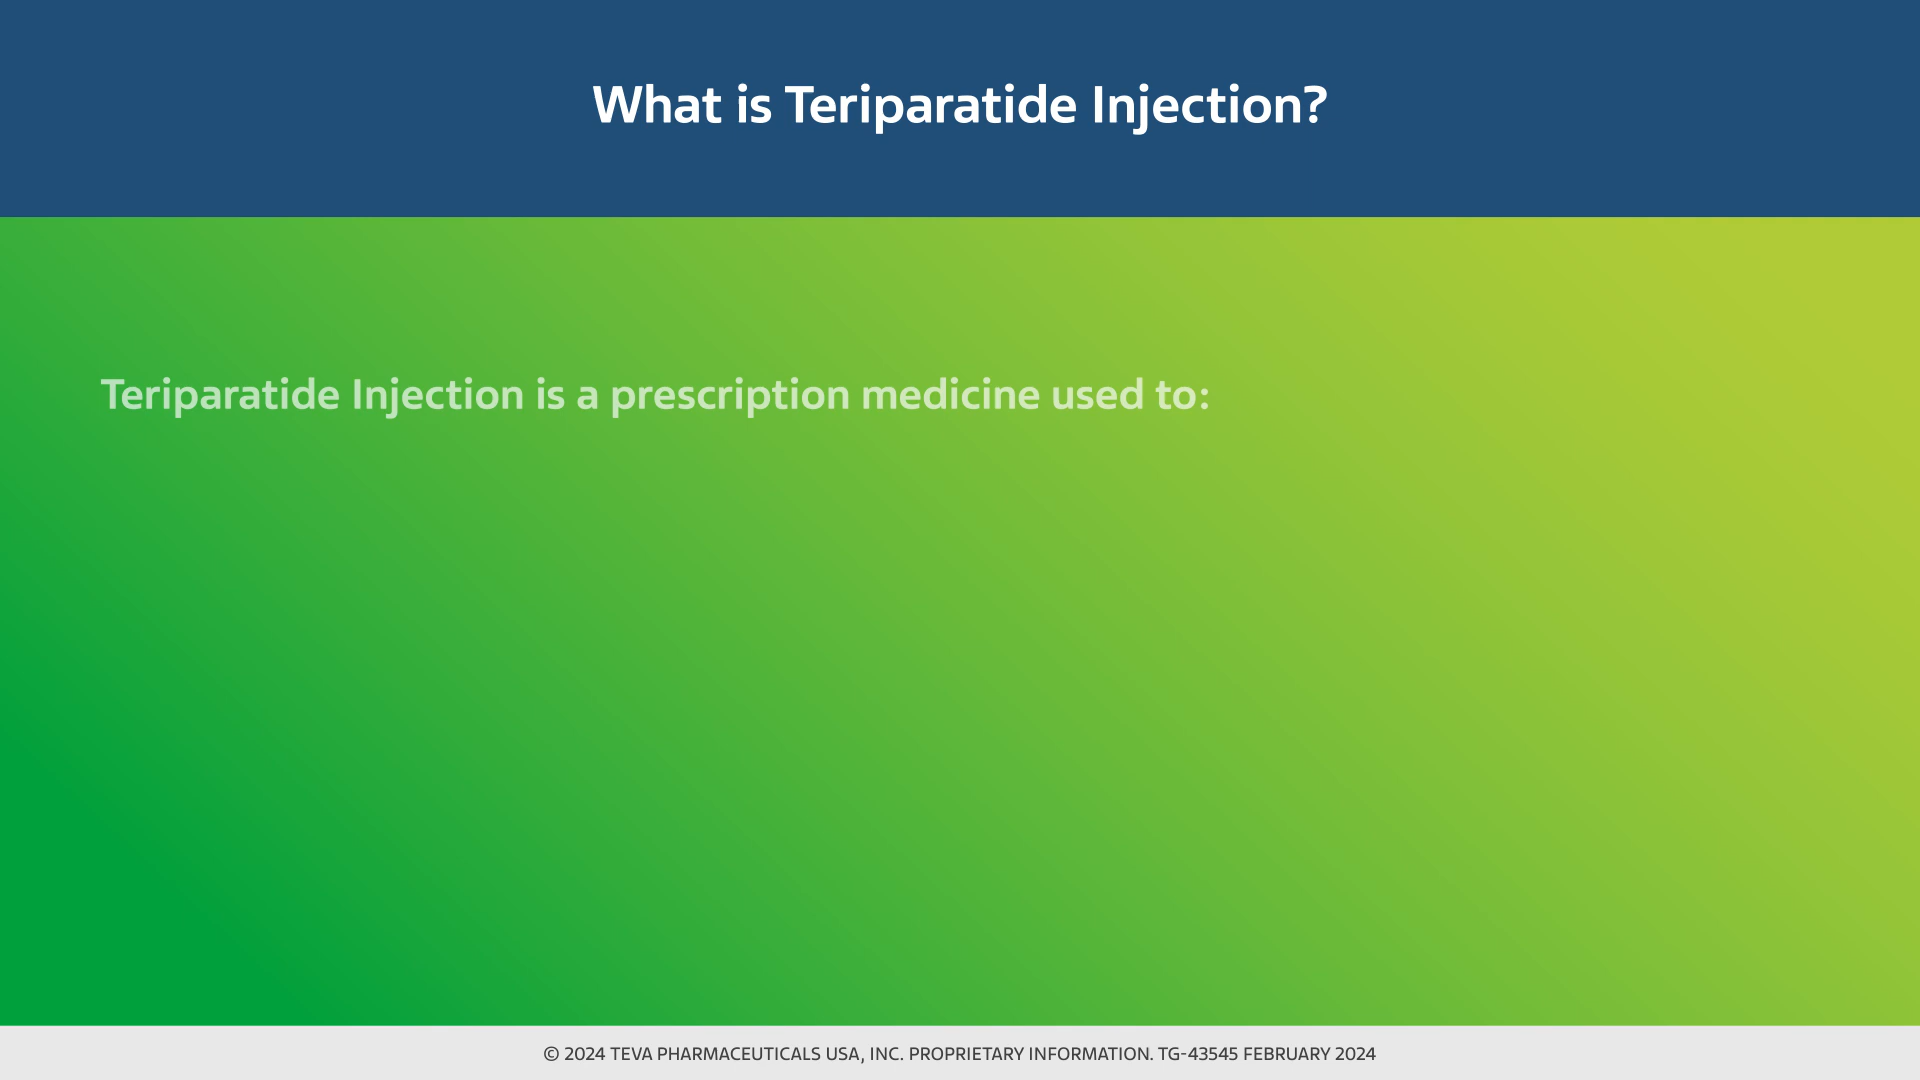 What is Teriparatide Injection?
Teriparatide Injection is a prescription medicine used to:
© 2024 TEVA PHARMACEUTICALS USA, INC. PROPRIETARY INFORMATION. TG-43545 FEBRUARY 2024